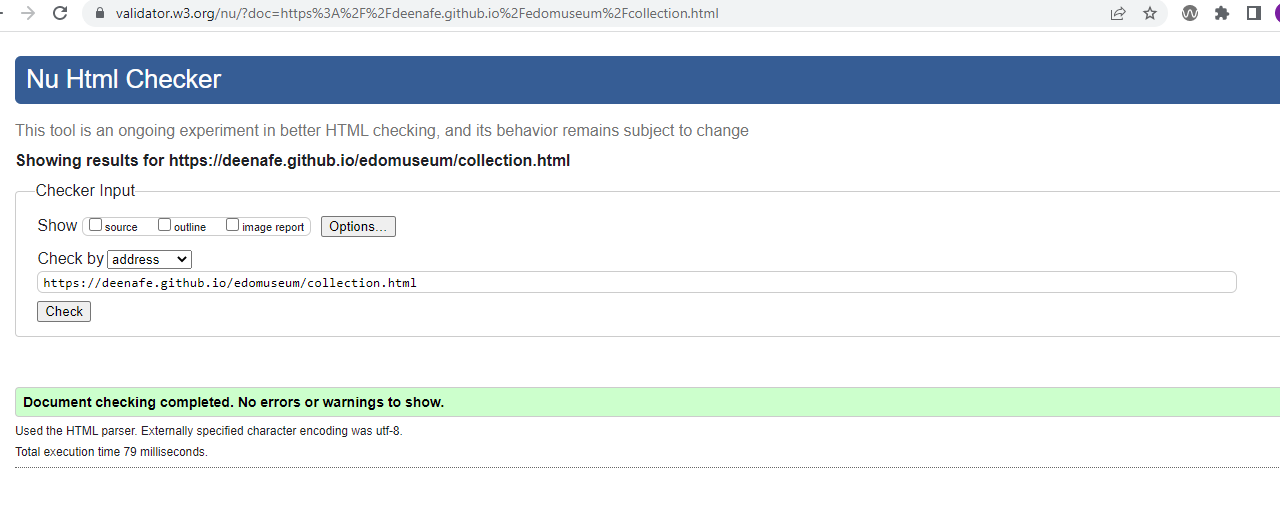 validator.w3.org/nu/?doc=https%3A%2F%2Fdeenafe.github.io%2Fedomuseum%2Fcollection.html
Nu Html Checker
This tool is an ongoing experiment in better HTML checking, and its behavior remains subject to change
Showing results for https://deenafe.github.io/edomuseum/collection.html
Checker Input
Show source outline image report Options...
Check by address
https://deenafe.github.io/edomuseum/collection.html
Check
Document checking completed. No errors or warnings to show.
Used the HTML parser. Externally specified character encoding was utf-8.
Total execution time 79 milliseconds.